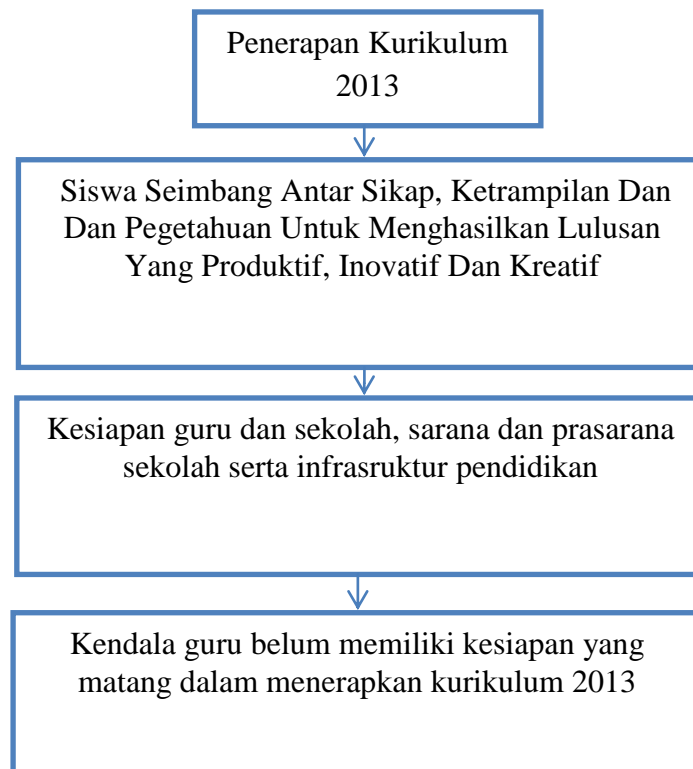 Penerapan Kurikulum
2013
Siswa Seimbang Antar Sikap, Ketrampilan Dan
Dan Pegetahuan Untuk Menghasilkan Lulusan
Yang Produktif, Inovatif Dan Kreatif
Kesiapan guru dan sekolah, sarana dan prasarana
sekolah serta infrasruktur pendidikan
Kendala guru belum memiliki kesiapan yang
matang dalam menerapkan kurikulum 2013